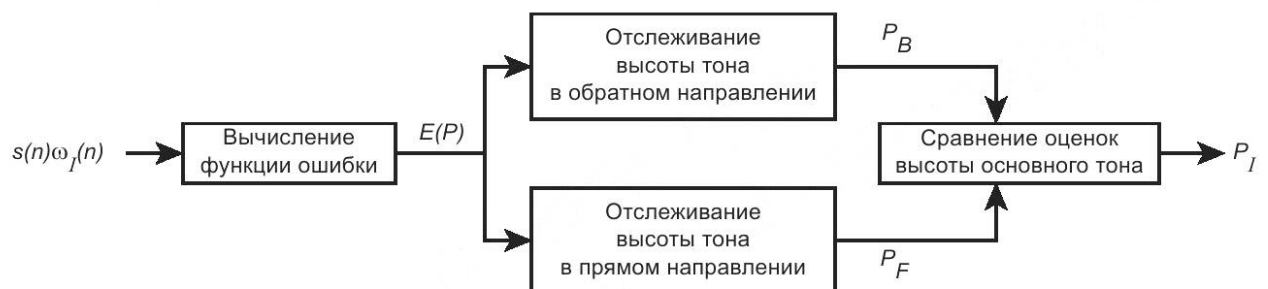 s(n)ω_I(n)
Вычисление
функции ошибки
E(P)
Отслеживание
высоты тона
в обратном направлении
P_B
Отслеживание
высоты тона
в прямом направлении
P_F
Сравнение оценок
высоты основного тона
P_I